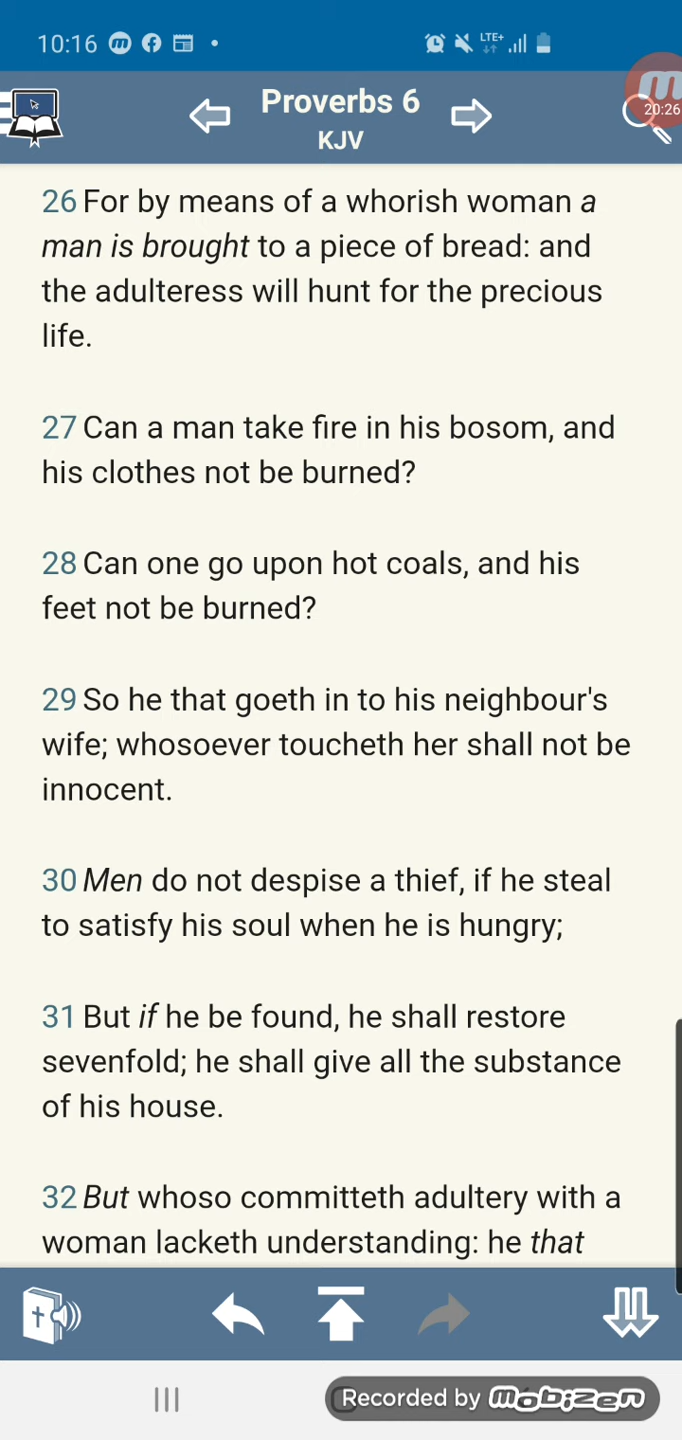 10:16
LTE+
Proverbs 6
KJV
20:26
26 For by means of a whorish woman a
man is brought to a piece of bread: and
the adulteress will hunt for the precious
life.
27 Can a man take fire in his bosom, and
his clothes not be burned?
28 Can one go upon hot coals, and his
feet not be burned?
29 So he that goeth in to his neighbour's
wife; whosoever toucheth her shall not be
innocent.
30 Men do not despise a thief, if he steal
to satisfy his soul when he is hungry;
31 But if he be found, he shall restore
sevenfold; he shall give all the substance
of his house.
32 But whoso committeth adultery with a
woman lacketh understanding: he that
Recorded by mobizen